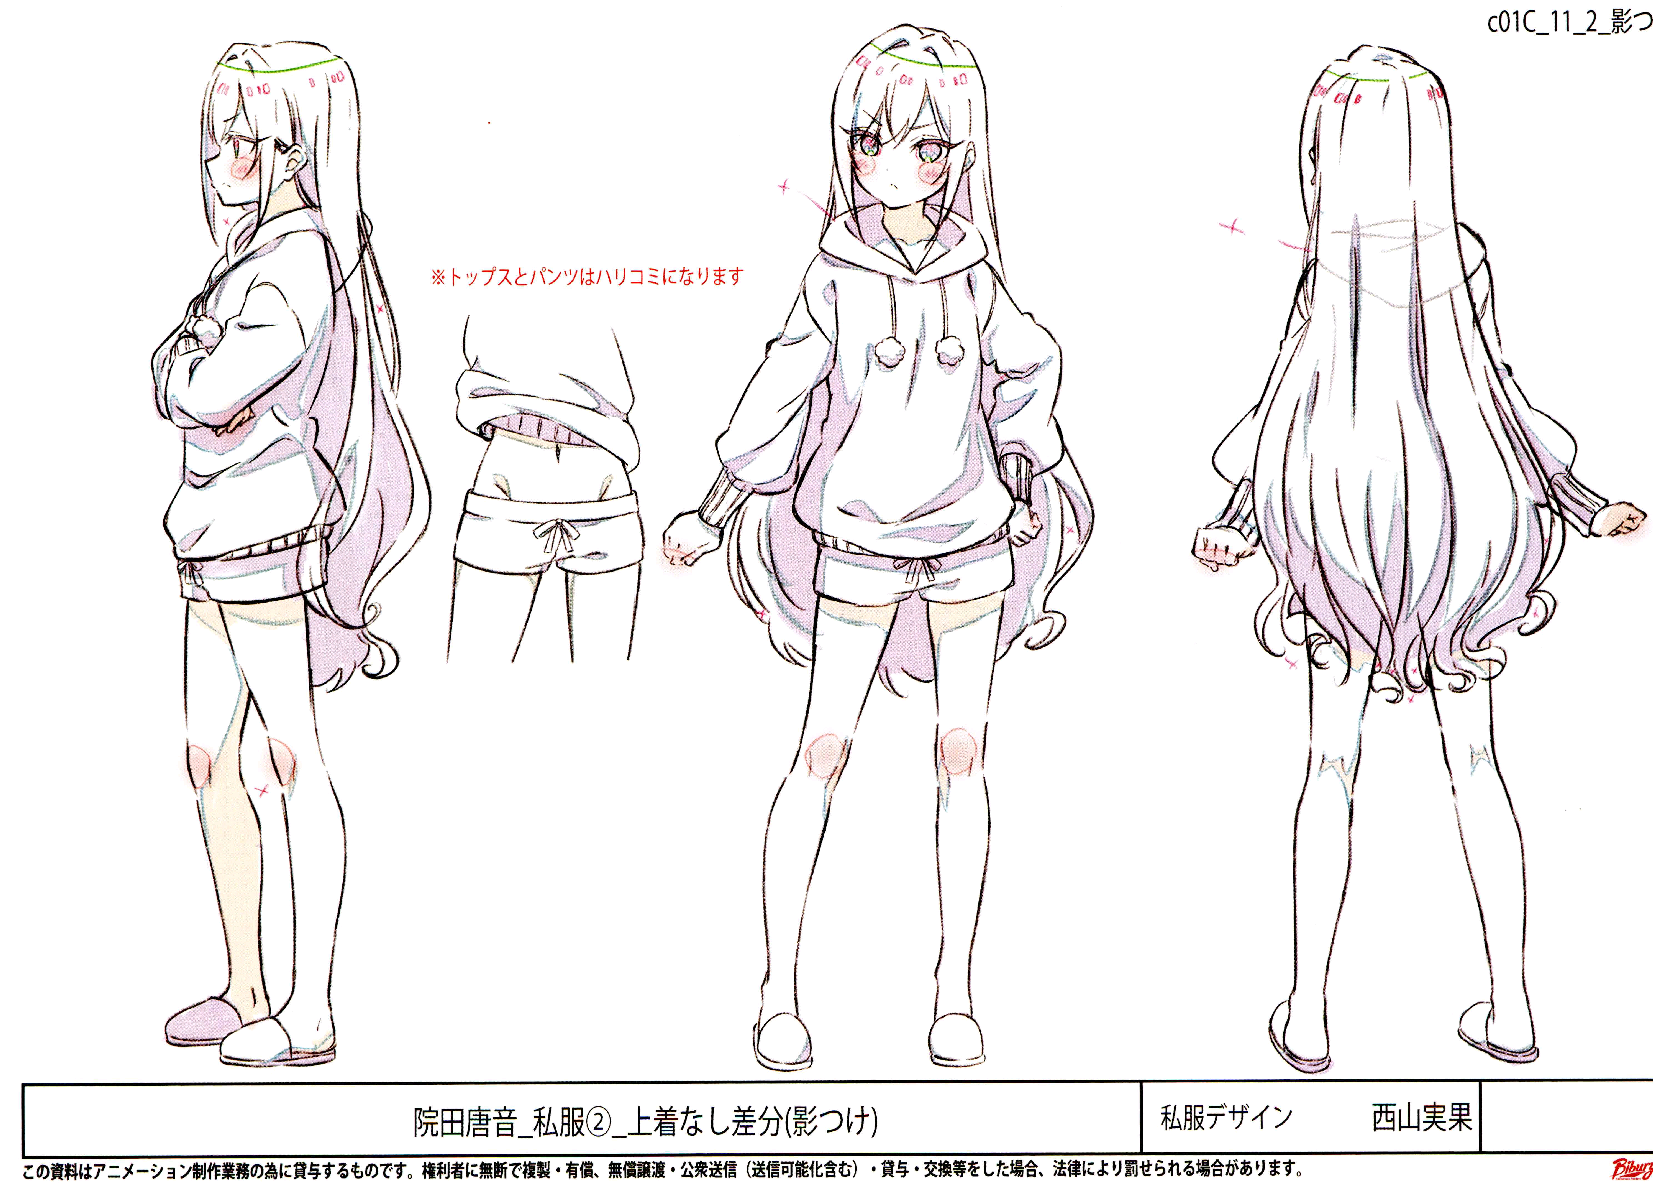 c01C_11_2_影つ
※トップスとパンツはハリコミになります
院田唐音_私服②_上着なし差分(影つけ)
私服デザイン 西山実果
この資料はアニメーション制作業務の為に貸与するものです。権利者に無断で複製・有償、無償譲渡・公衆送信（送信可能化含む）・貸与・交換等をした場合、法律により罰せられる場合があります。
Bibury